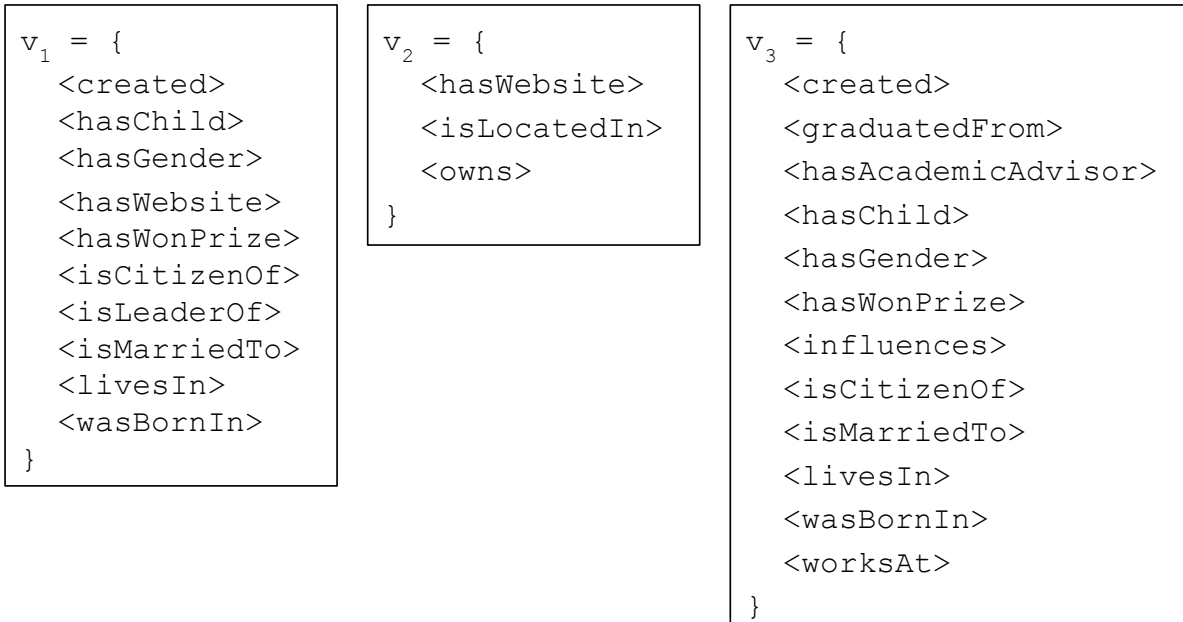 v1 = {
<created>
<hasChild>
<hasGender>
<hasWebsite>
<hasWonPrize>
<isCitizenOf>
<isLeaderOf>
<isMarriedTo>
<livesIn>
<wasBornIn>
}
v2 = {
<hasWebsite>
<isLocatedIn>
<owns>
}
v3 = {
<created>
<graduatedFrom>
<hasAcademicAdvisor>
<hasChild>
<hasGender>
<hasWonPrize>
<influences>
<isCitizenOf>
<isMarriedTo>
<livesIn>
<wasBornIn>
<worksAt>
}